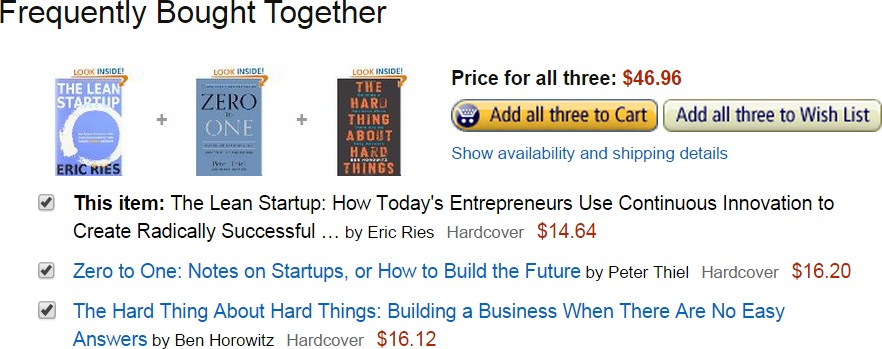 Frequently Bought Together
LOOK INSIDE!
LOOK INSIDE!
LOOK INSIDE!
THE LEAN
STARTUP
ERIC RIES
+
ZERO
TO
ONE
Peter Thiel
+
THE
HARD
THING
ABOUT
HARD
THINGS
BEN HOROWITZ
Price for all three: $46.96
Add all three to Cart
Add all three to Wish List
Show availability and shipping details
This item: The Lean Startup: How Today's Entrepreneurs Use Continuous Innovation to
Create Radically Successful … by Eric Ries Hardcover $14.64
Zero to One: Notes on Startups, or How to Build the Future by Peter Thiel Hardcover $16.20
The Hard Thing About Hard Things: Building a Business When There Are No Easy
Answers by Ben Horowitz Hardcover $16.12